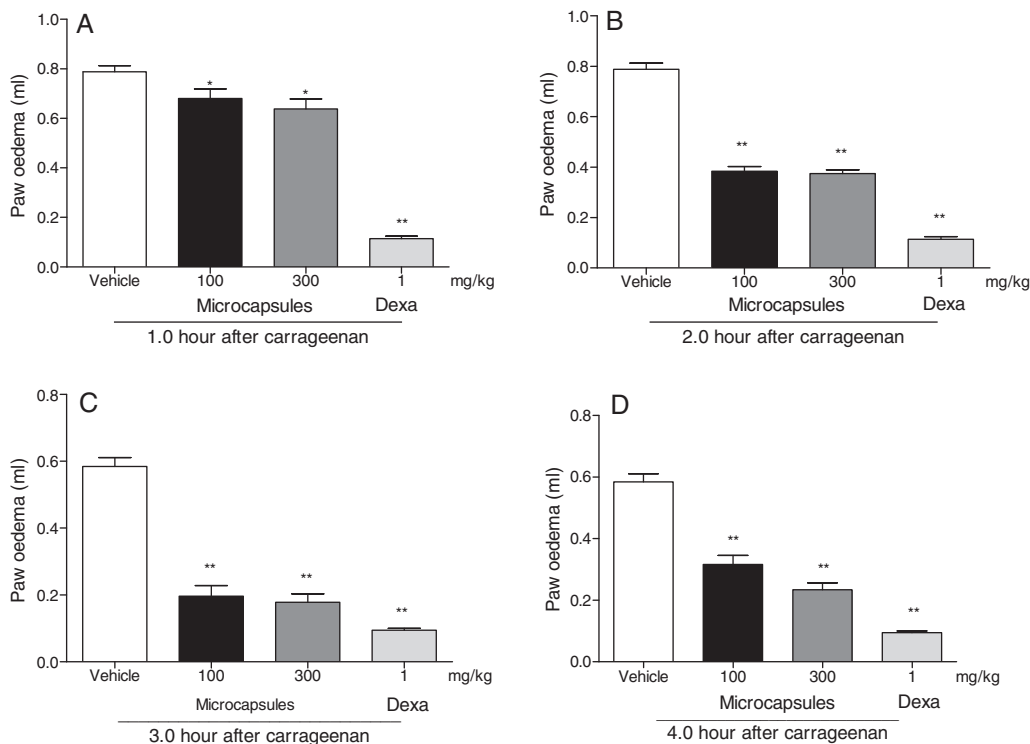 A
Paw oedema (ml)
1.0
0.8
0.6
0.4
0.2
0.0
*
*
**
Vehicle 100 300 1 mg/kg
Microcapsules Dexa
1.0 hour after carrageenan
B
Paw oedema (ml)
1.0
0.8
0.6
0.4
0.2
0.0
**
**
**
Vehicle 100 300 1 mg/kg
Microcapsules Dexa
2.0 hour after carrageenan
C
Paw oedema (ml)
0.8
0.6
0.4
0.2
0.0
**
**
**
Vehicle 100 300 1 mg/kg
Microcapsules Dexa
3.0 hour after carrageenan
D
Paw oedema (ml)
0.8
0.6
0.4
0.2
0.0
**
**
**
Vehicle 100 300 1 mg/kg
Microcapsules Dexa
4.0 hour after carrageenan